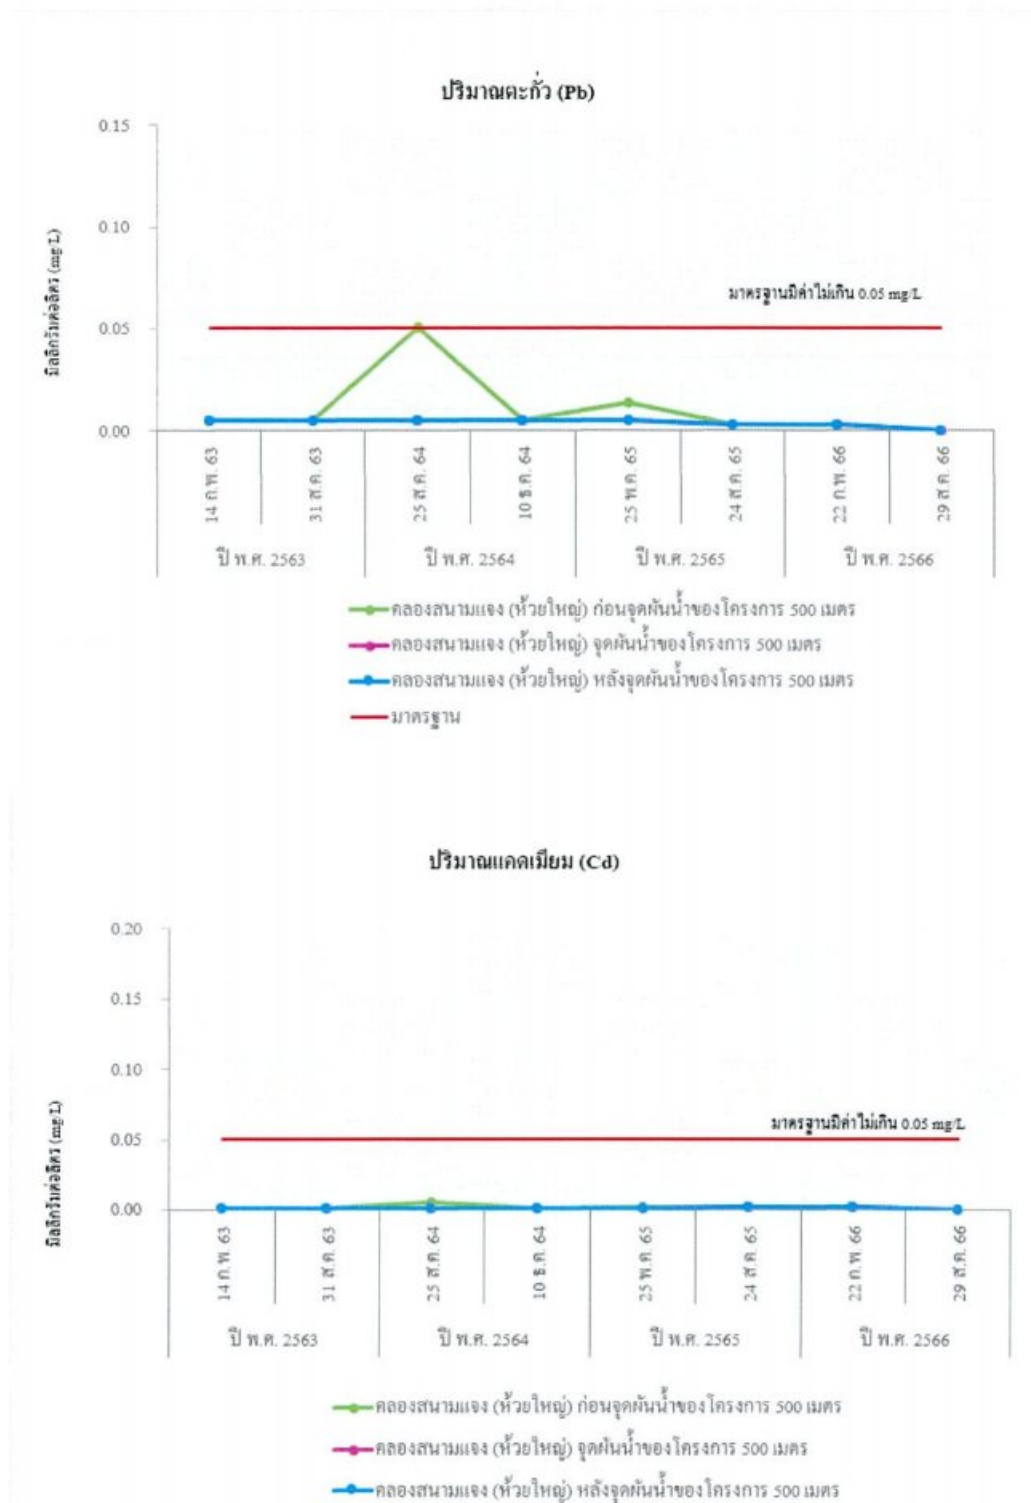 ปริมาณตะกั่ว (Pb)
0.15
0.10
0.05
0.00
มิลลิกรัมต่อลิตร (mg/L)
มาตรฐานมีค่าไม่เกิน 0.05 mg/L
14 ก.พ. 63
31 ส.ค. 63
25 ส.ค. 64
10 ธ.ค. 64
25 พ.ค. 65
24 ส.ค. 65
22 ก.พ. 66
29 ส.ค. 66
ปี พ.ศ. 2563
ปี พ.ศ. 2564
ปี พ.ศ. 2565
ปี พ.ศ. 2566
คลองสนามแจง (ห้วยใหญ่) ก่อนจุดผันน้ำของโครงการ 500 เมตร
คลองสนามแจง (ห้วยใหญ่) จุดผันน้ำของโครงการ 500 เมตร
คลองสนามแจง (ห้วยใหญ่) หลังจุดผันน้ำของโครงการ 500 เมตร
มาตรฐาน
ปริมาณแคดเมียม (Cd)
0.20
0.15
0.10
0.05
0.00
มิลลิกรัมต่อลิตร (mg/L)
มาตรฐานมีค่าไม่เกิน 0.05 mg/L
14 ก.พ. 63
31 ส.ค. 63
25 ส.ค. 64
10 ธ.ค. 64
25 พ.ค. 65
24 ส.ค. 65
22 ก.พ. 66
29 ส.ค. 66
ปี พ.ศ. 2563
ปี พ.ศ. 2564
ปี พ.ศ. 2565
ปี พ.ศ. 2566
คลองสนามแจง (ห้วยใหญ่) ก่อนจุดผันน้ำของโครงการ 500 เมตร
คลองสนามแจง (ห้วยใหญ่) จุดผันน้ำของโครงการ 500 เมตร
คลองสนามแจง (ห้วยใหญ่) หลังจุดผันน้ำของโครงการ 500 เมตร